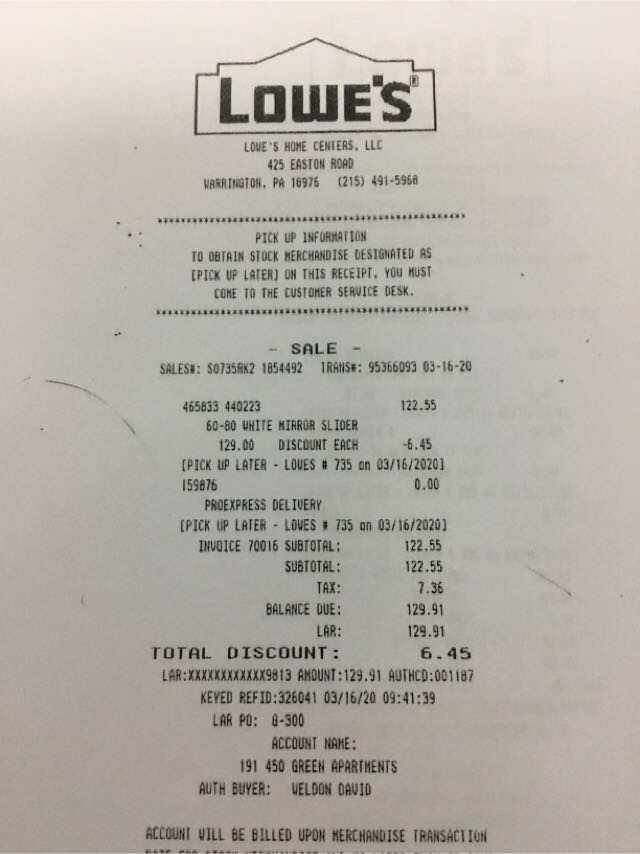 LOWE'S®
LOWE'S HOME CENTERS, LLC
425 EASTON ROAD
WARRINGTON, PA 18976 (215) 491-5968
*******************************************************
PICK UP INFORMATION
TO OBTAIN STOCK MERCHANDISE DESIGNATED AS
[PICK UP LATER] ON THIS RECEIPT, YOU MUST
COME TO THE CUSTOMER SERVICE DESK.
*******************************************************
- SALE -
SALES#: S0735RK2 1854492 TRANS#: 95366093 03-16-20
465833 440223 122.55
60-80 WHITE MIRROR SLIDER
129.00 DISCOUNT EACH -6.45
[PICK UP LATER - LOWES # 735 on 03/16/2020]
159876 0.00
PROEXPRESS DELIVERY
[PICK UP LATER - LOWES # 735 on 03/16/2020]
INVOICE 70016 SUBTOTAL: 122.55
SUBTOTAL: 122.55
TAX: 7.36
BALANCE DUE: 129.91
LAR: 129.91
TOTAL DISCOUNT: 6.45
LAR:XXXXXXXXXXXX9813 AMOUNT:129.91 AUTHCD:001187
KEYED REFID:326041 03/16/20 09:41:39
LAR PO: G-300
ACCOUNT NAME:
191 450 GREEN APARTMENTS
AUTH BUYER: WELDON DAVID
ACCOUNT WILL BE BILLED UPON MERCHANDISE TRANSACTION